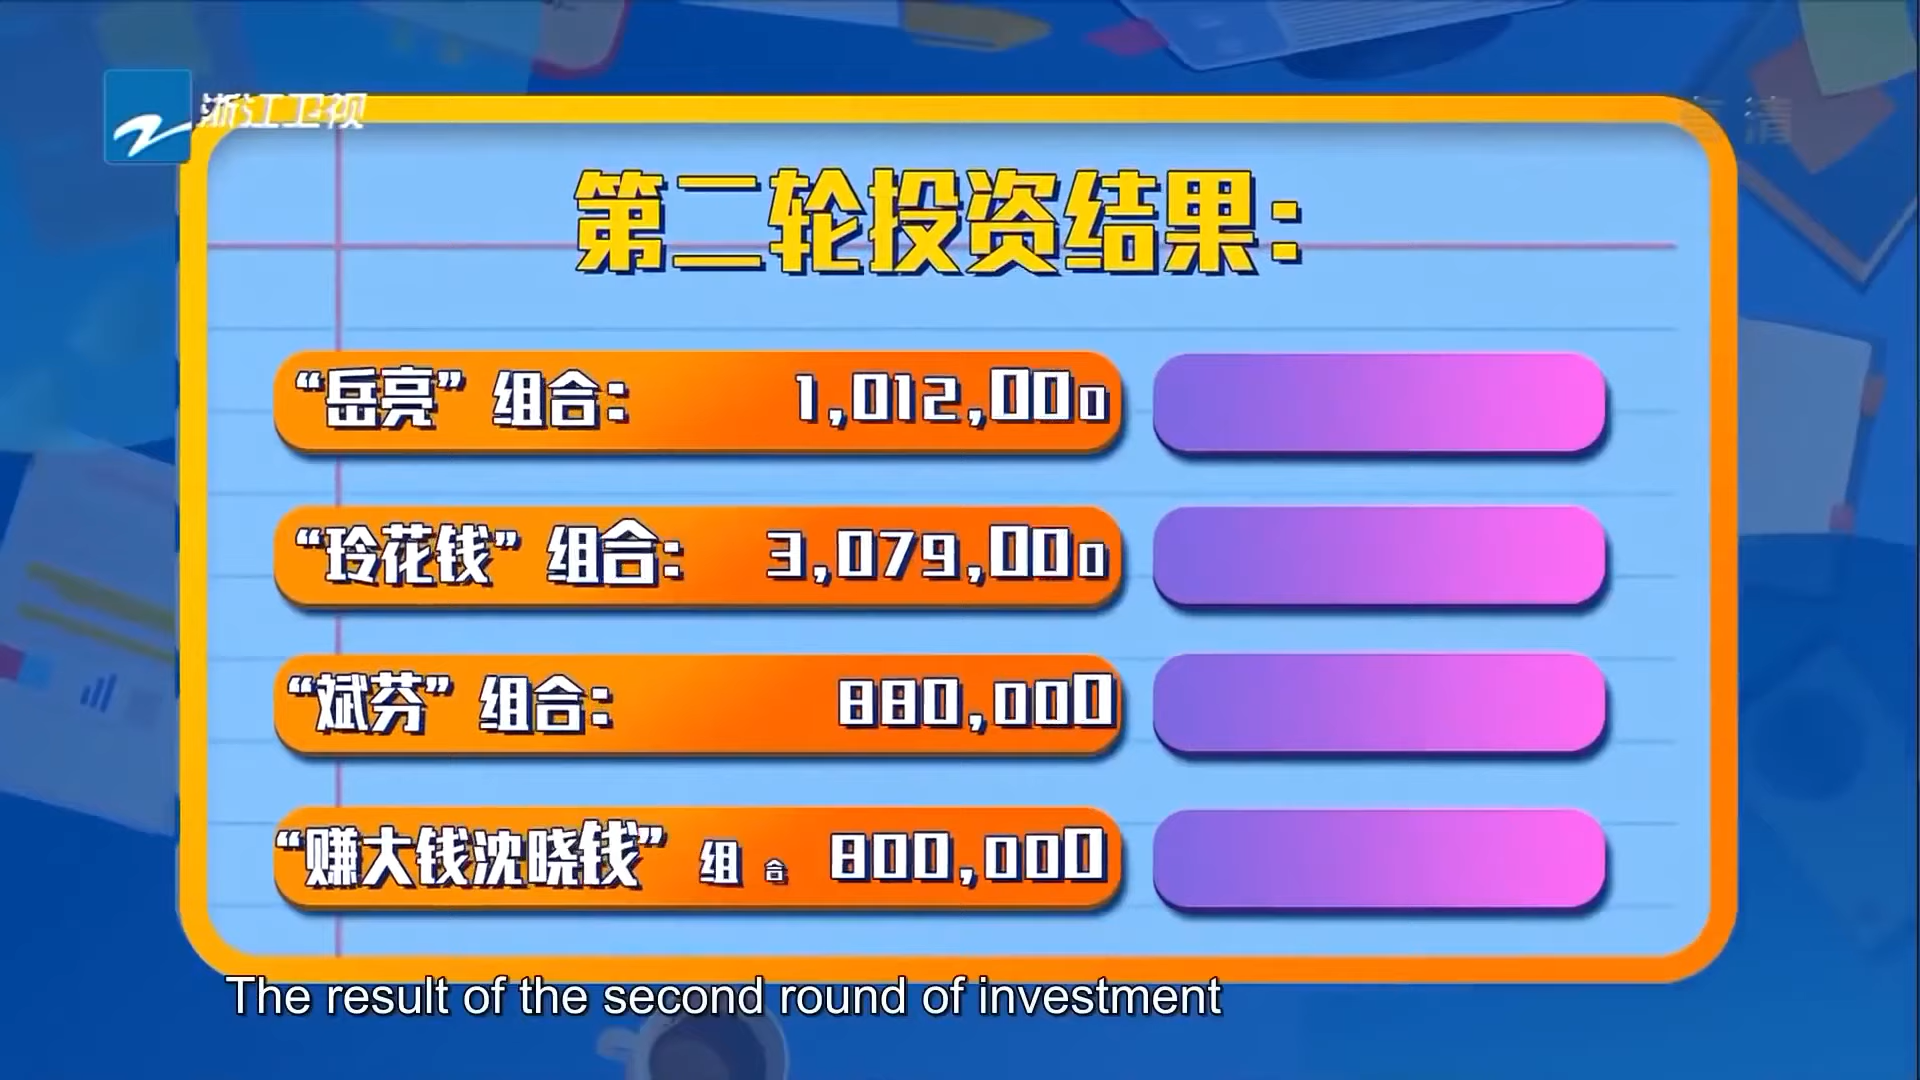 浙江卫视
高清
第二轮投资结果：
“岳亮”组合： 1,012,000
“玲花钱”组合： 3,079,000
“斌芬”组合： 880,000
“赚大钱沈晓钱”组合 800,000
The result of the second round of investment